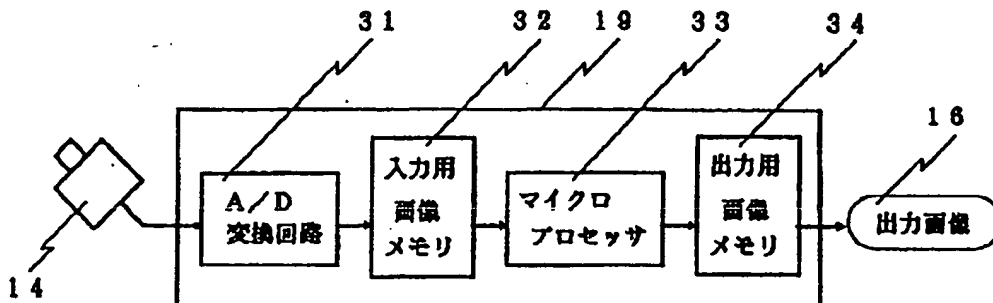 31 32 19 33 34
16
A/D
変換回路
入力用
画像
メモリ
マイクロ
プロセッサ
出力用
画像
メモリ
出力画像
14